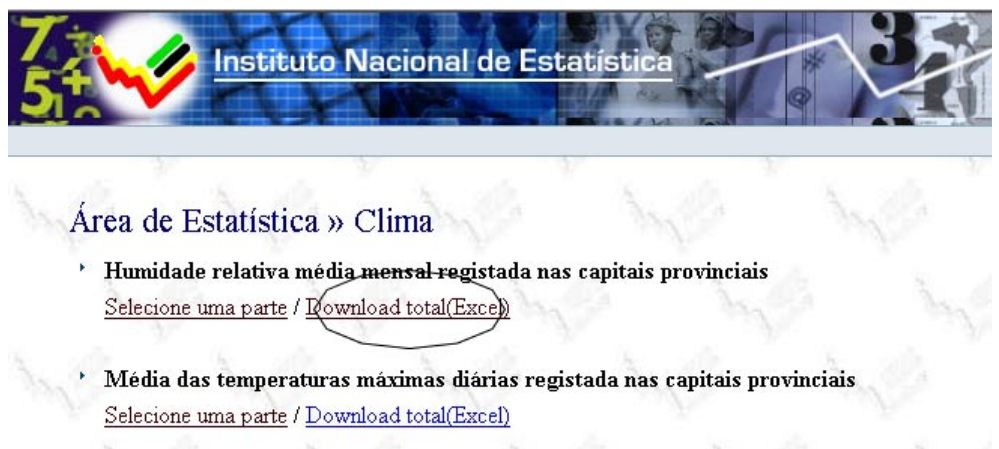 Instituto Nacional de Estatística
Área de Estatística » Clima
Humidade relativa média mensal registada nas capitais provinciais
Selecione uma parte / Download total(Excel)
Média das temperaturas máximas diárias registada nas capitais provinciais
Selecione uma parte / Download total(Excel)